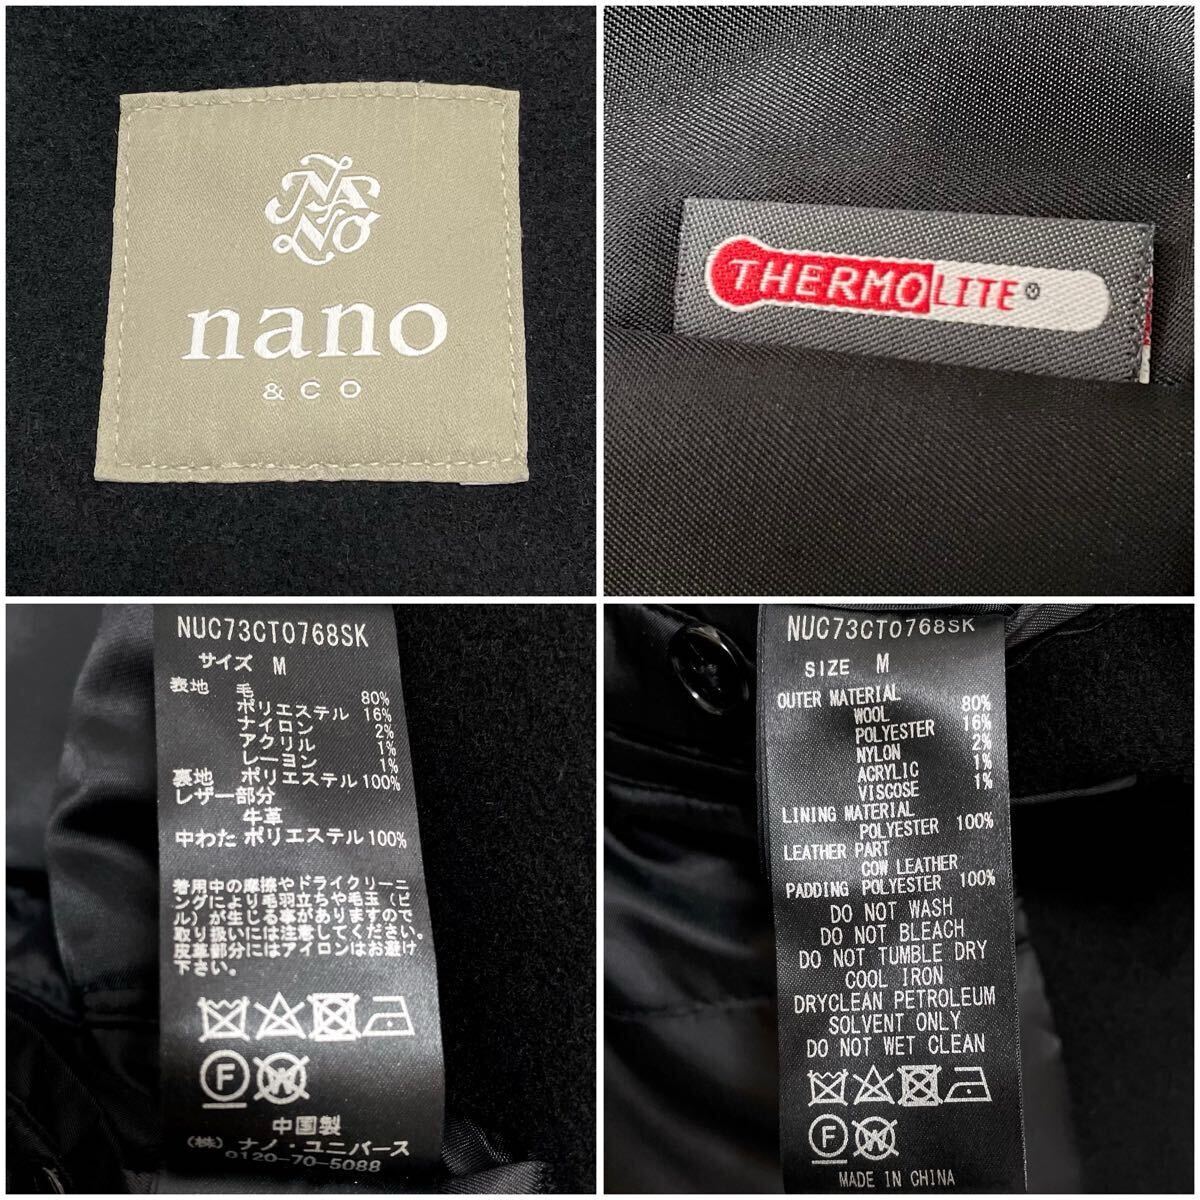 NANO
nano
& CO
THERMOLITE®
NUC73CT0768SK
サイズ M
表地 毛 80%
ポリエステル 16%
ナイロン 2%
アクリル 1%
レーヨン 1%
裏地 ポリエステル 100%
レザー部分
牛革
中わた ポリエステル 100%
着用中の摩擦やドライクリーニ
ングにより毛羽立ちや毛玉(ピ
ル)が生じる事がありますので
取り扱いには注意してください。
皮革部分にはアイロンはお避け
下さい。
F W
中国製
(株) ナノ・ユニバース
0120-70-5088
NUC73CT0768SK
SIZE M
OUTER MATERIAL
WOOL 80%
POLYESTER 16%
NYLON 2%
ACRYLIC 1%
VISCOSE 1%
LINING MATERIAL
POLYESTER 100%
LEATHER PART
COW LEATHER
PADDING POLYESTER 100%
DO NOT WASH
DO NOT BLEACH
DO NOT TUMBLE DRY
COOL IRON
DRYCLEAN PETROLEUM
SOLVENT ONLY
DO NOT WET CLEAN
F W
MADE IN CHINA